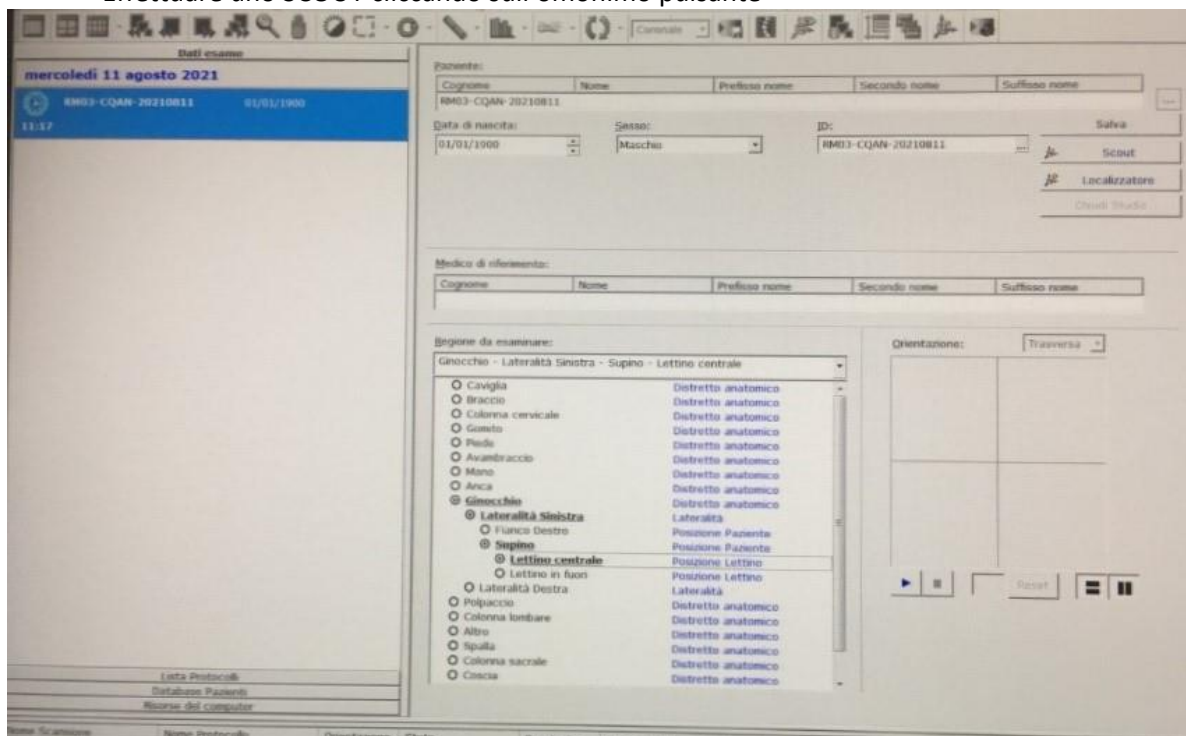 Effettuare uno SCOUT cliccando sull'omonimo pulsante
Coronale
Dati esame
mercoledì 11 agosto 2021
RM03-CQAN-20210811 01/01/1900
11:17
Lista Protocolli
Database Pazienti
Risorse del computer
Paziente:
Cognome Nome Prefisso nome Secondo nome Suffisso nome
RM03-CQAN-20210811
...
Data di nascita: Sesso: ID:
01/01/1900 Maschio RM03-CQAN-20210811 ...
Salva
Scout
Localizzatore
Chiudi Studio
Medico di riferimento:
Cognome Nome Prefisso nome Secondo nome Suffisso nome
Regione da esaminare:
Ginocchio - Lateralità Sinistra - Supino - Lettino centrale
Caviglia Distretto anatomico
Braccio Distretto anatomico
Colonna cervicale Distretto anatomico
Gomito Distretto anatomico
Piede Distretto anatomico
Avambraccio Distretto anatomico
Mano Distretto anatomico
Anca Distretto anatomico
Ginocchio Distretto anatomico
Lateralità Sinistra Lateralità
Fianco Destro Posizione Paziente
Supino Posizione Paziente
Lettino centrale Posizione Lettino
Lettino in fuori Posizione Lettino
Lateralità Destra Lateralità
Polpaccio Distretto anatomico
Colonna lombare Distretto anatomico
Altro Distretto anatomico
Spalla Distretto anatomico
Colonna sacrale Distretto anatomico
Coscia Distretto anatomico
Orientazione: Trasversa
Reset
Nome Protocollo Orientazione